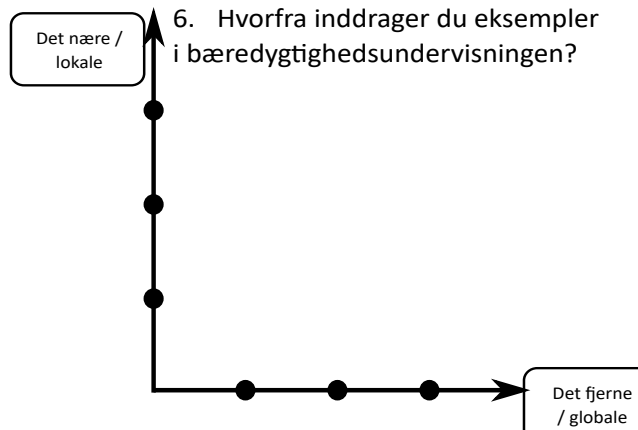 6. Hvorfra inddrager du eksempler
i bæredygtighedsundervisningen?
Det nære /
lokale
Det fjerne
/ globale